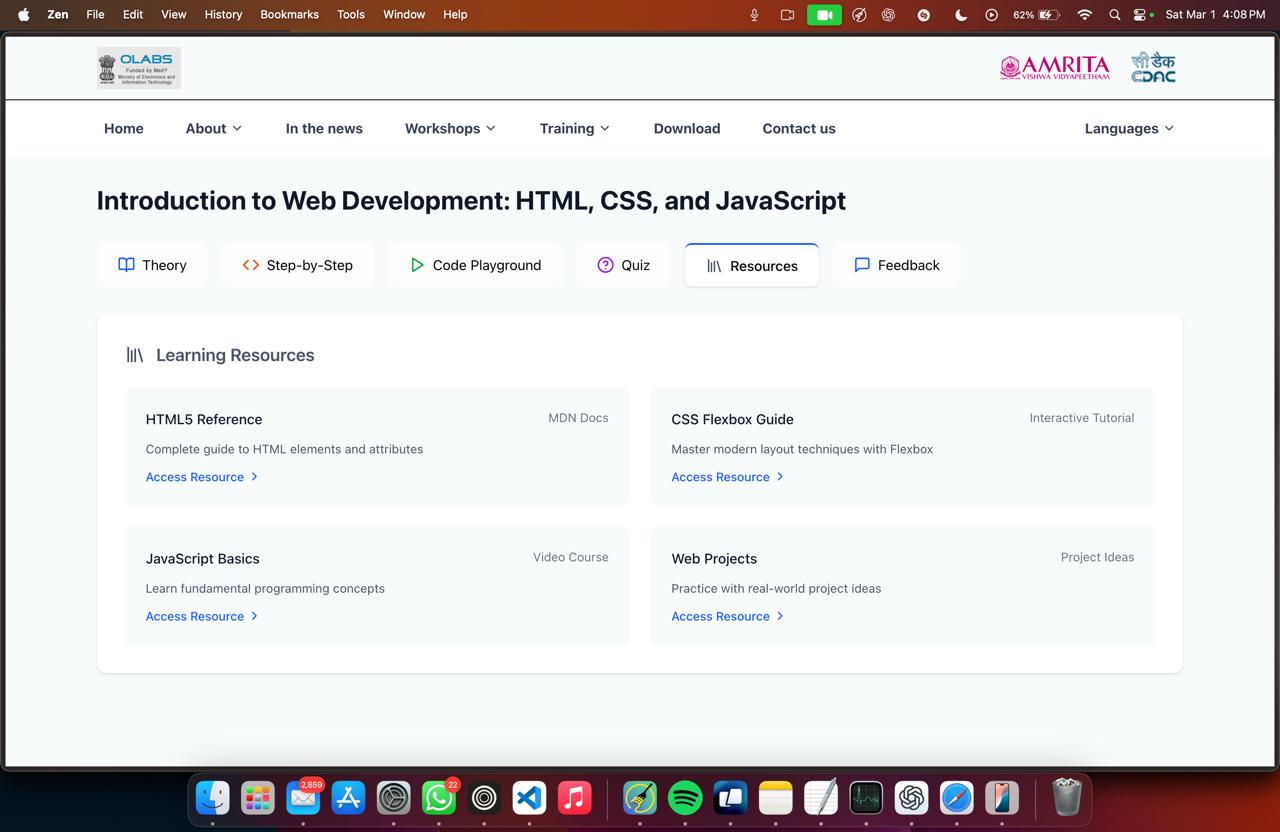 Zen File Edit View History Bookmarks Tools Window Help 62% Sat Mar 1 4:08 PM
OLABS
Funded by MeitY
Ministry of Electronics and
Information Technology
AMRITA
VISHWA VIDYAPEETHAM
सी डैक
CDAC
Home About In the news Workshops Training Download Contact us Languages
Introduction to Web Development: HTML, CSS, and JavaScript
Theory Step-by-Step Code Playground Quiz Resources Feedback
Learning Resources
HTML5 Reference MDN Docs
Complete guide to HTML elements and attributes
Access Resource
CSS Flexbox Guide Interactive Tutorial
Master modern layout techniques with Flexbox
Access Resource
JavaScript Basics Video Course
Learn fundamental programming concepts
Access Resource
Web Projects Project Ideas
Practice with real-world project ideas
Access Resource
2,859 22